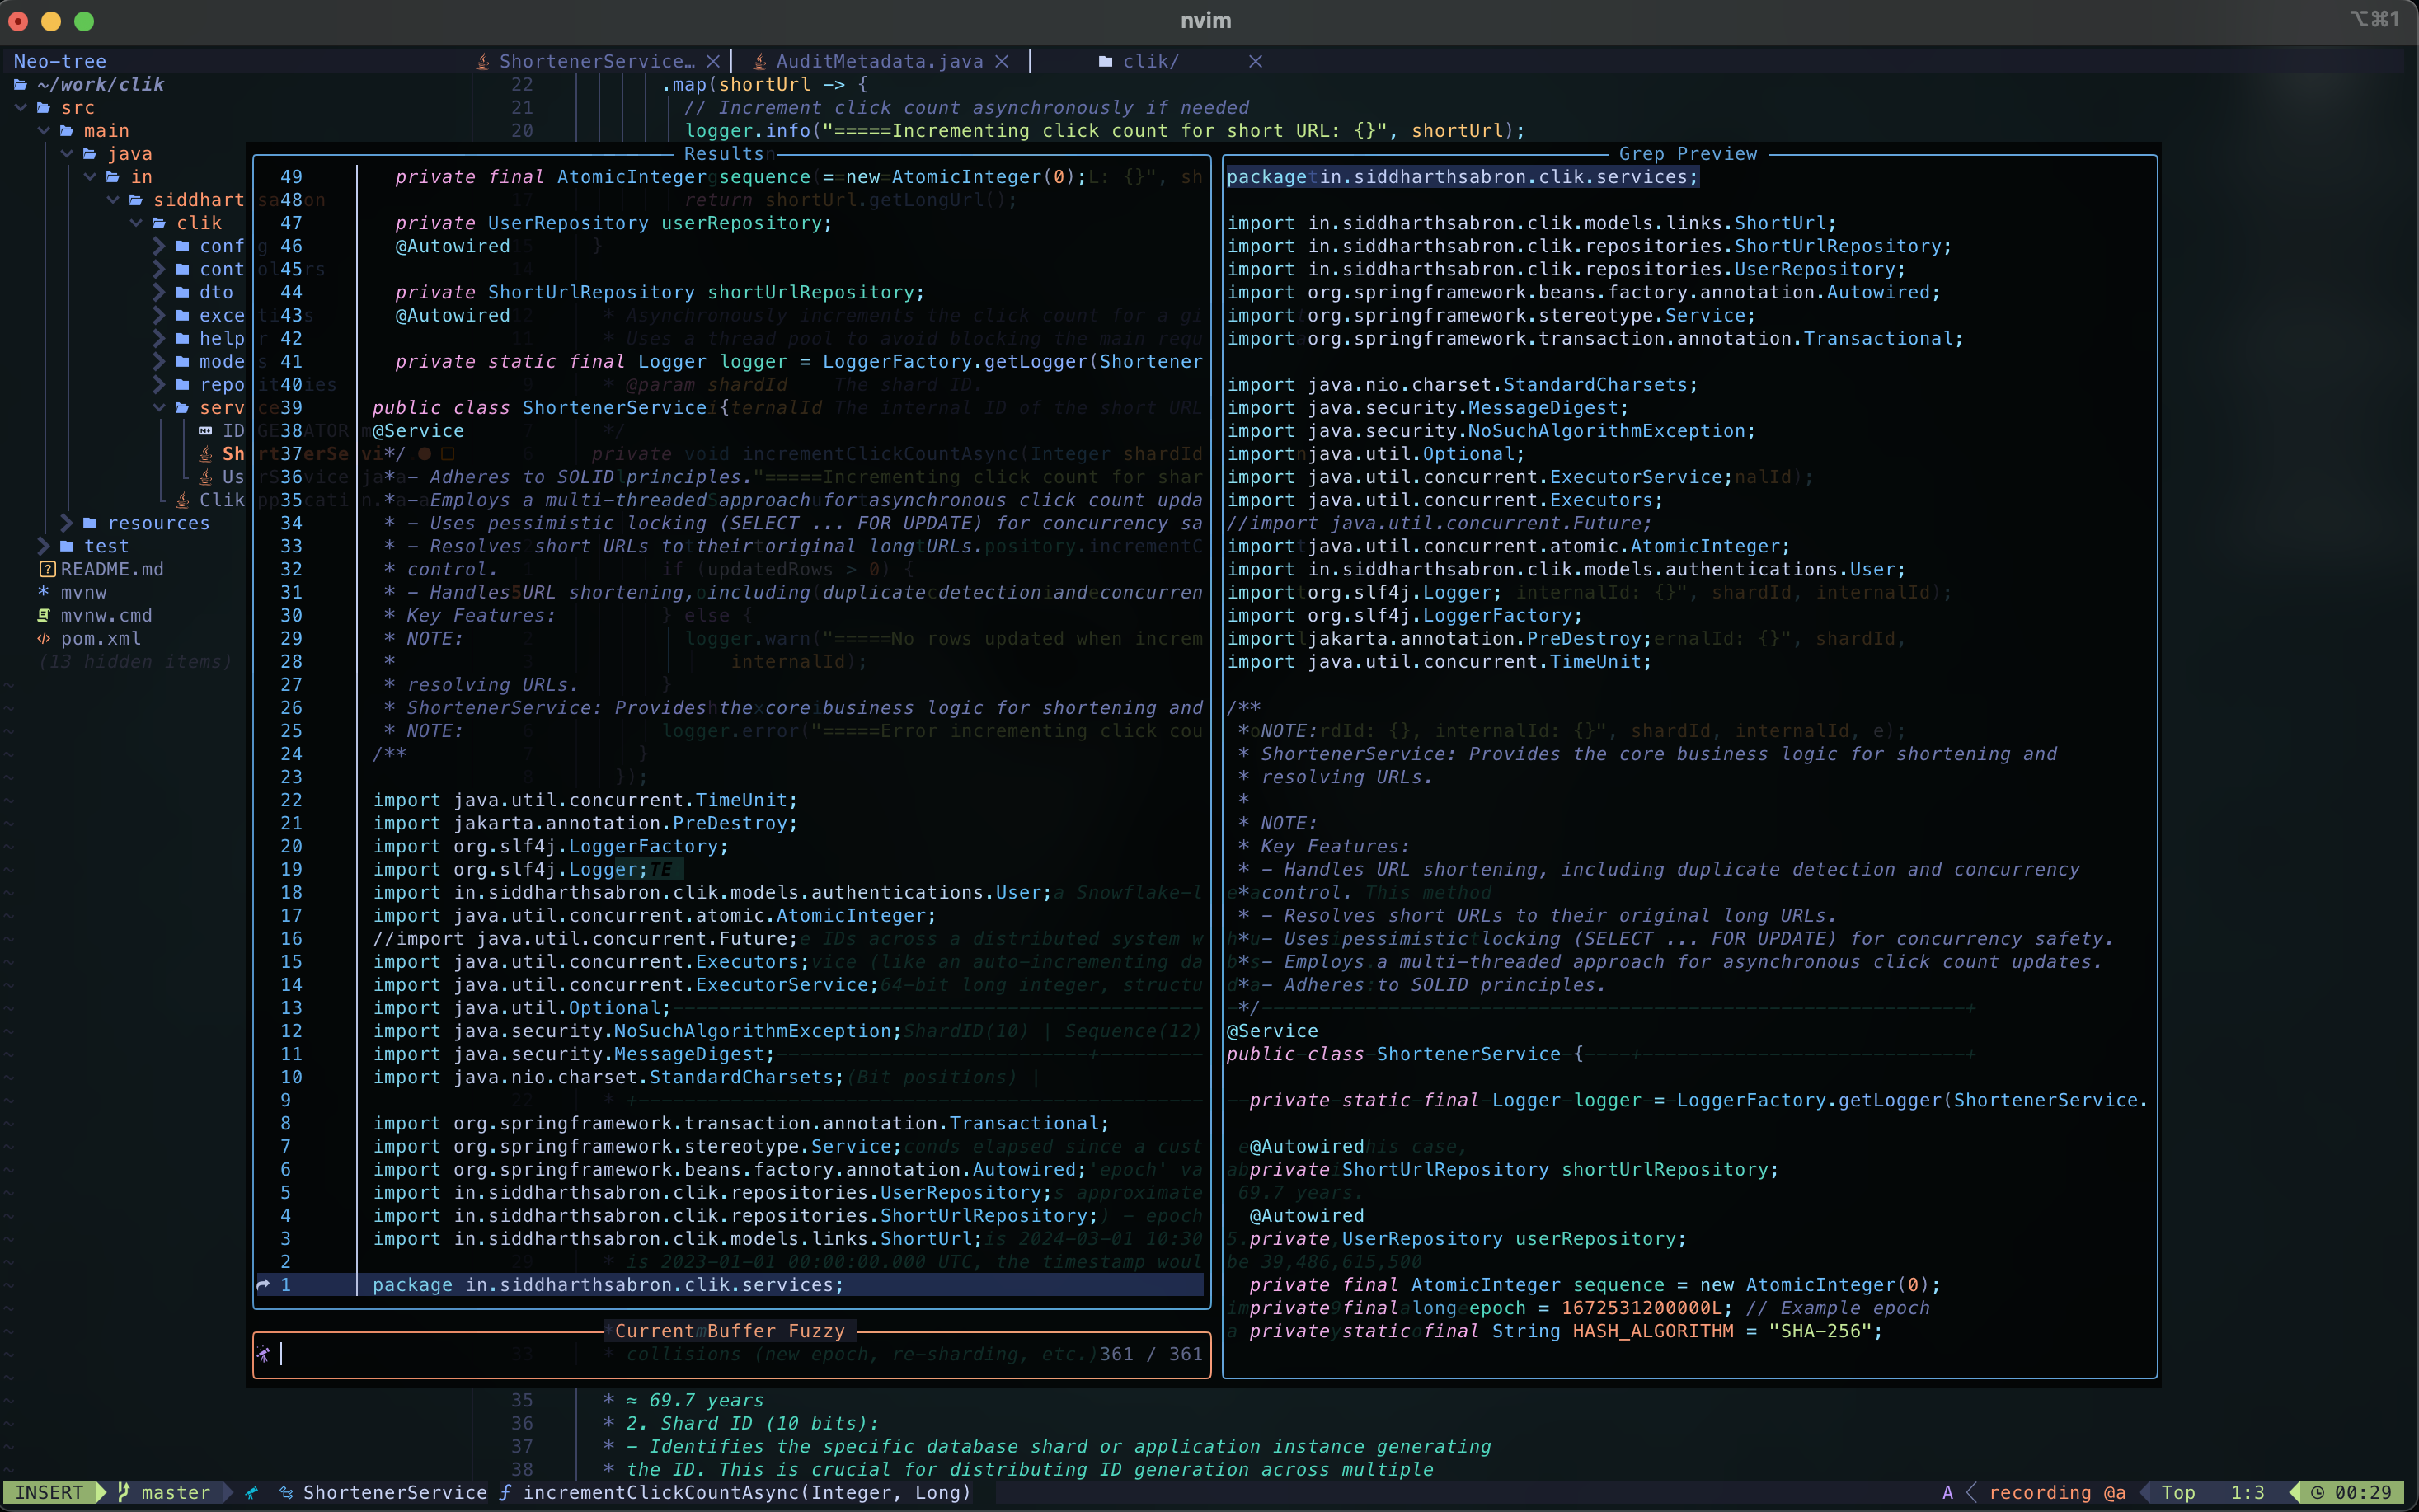 nvim
⌥⌘1
Neo-tree
ShortenerService… AuditMetadata.java clik/
~/work/clik
src
main
java
in
siddhart
clik
conf
cont
dto
exce
help
mode
repo
serv
ID
Sh
Us
Clik
resources
test
README.md
mvnw
mvnw.cmd
pom.xml
(13 hidden items)
22 .map(shortUrl -> {
21 // Increment click count asynchronously if needed
20 logger.info("=====Incrementing click count for short URL: {}", shortUrl);
Results
49 private final AtomicInteger sequence = new AtomicInteger(0);
48
47 private UserRepository userRepository;
46 @Autowired
45
44 private ShortUrlRepository shortUrlRepository;
43 @Autowired
42
41 private static final Logger logger = LoggerFactory.getLogger(Shortener
40
39 public class ShortenerService {
38 @Service
37 */
36 * - Adheres to SOLID principles.
35 * - Employs a multi-threaded approach for asynchronous click count upda
34 * - Uses pessimistic locking (SELECT ... FOR UPDATE) for concurrency sa
33 * - Resolves short URLs to their original long URLs.
32 * control.
31 * - Handles URL shortening, including duplicate detection and concurren
30 * Key Features:
29 * NOTE:
28 *
27 * resolving URLs.
26 * ShortenerService: Provides the core business logic for shortening and
25 * NOTE:
24 /**
23
22 import java.util.concurrent.TimeUnit;
21 import jakarta.annotation.PreDestroy;
20 import org.slf4j.LoggerFactory;
19 import org.slf4j.Logger;
18 import in.siddharthsabron.clik.models.authentications.User;
17 import java.util.concurrent.atomic.AtomicInteger;
16 //import java.util.concurrent.Future;
15 import java.util.concurrent.Executors;
14 import java.util.concurrent.ExecutorService;
13 import java.util.Optional;
12 import java.security.NoSuchAlgorithmException;
11 import java.security.MessageDigest;
10 import java.nio.charset.StandardCharsets;
9
8 import org.springframework.transaction.annotation.Transactional;
7 import org.springframework.stereotype.Service;
6 import org.springframework.beans.factory.annotation.Autowired;
5 import in.siddharthsabron.clik.repositories.UserRepository;
4 import in.siddharthsabron.clik.repositories.ShortUrlRepository;
3 import in.siddharthsabron.clik.models.links.ShortUrl;
2
1 package in.siddharthsabron.clik.services;
Current Buffer Fuzzy
361 / 361
Grep Preview
package in.siddharthsabron.clik.services;
import in.siddharthsabron.clik.models.links.ShortUrl;
import in.siddharthsabron.clik.repositories.ShortUrlRepository;
import in.siddharthsabron.clik.repositories.UserRepository;
import org.springframework.beans.factory.annotation.Autowired;
import org.springframework.stereotype.Service;
import org.springframework.transaction.annotation.Transactional;
import java.nio.charset.StandardCharsets;
import java.security.MessageDigest;
import java.security.NoSuchAlgorithmException;
import java.util.Optional;
import java.util.concurrent.ExecutorService;
import java.util.concurrent.Executors;
//import java.util.concurrent.Future;
import java.util.concurrent.atomic.AtomicInteger;
import in.siddharthsabron.clik.models.authentications.User;
import org.slf4j.Logger;
import org.slf4j.LoggerFactory;
import jakarta.annotation.PreDestroy;
import java.util.concurrent.TimeUnit;
/**
* NOTE:
* ShortenerService: Provides the core business logic for shortening and
* resolving URLs.
*
* NOTE:
* Key Features:
* - Handles URL shortening, including duplicate detection and concurrency
* control.
* - Resolves short URLs to their original long URLs.
* - Uses pessimistic locking (SELECT ... FOR UPDATE) for concurrency safety.
* - Employs a multi-threaded approach for asynchronous click count updates.
* - Adheres to SOLID principles.
*/
@Service
public class ShortenerService {
private static final Logger logger = LoggerFactory.getLogger(ShortenerService.
@Autowired
private ShortUrlRepository shortUrlRepository;
@Autowired
private UserRepository userRepository;
private final AtomicInteger sequence = new AtomicInteger(0);
private final long epoch = 1672531200000L; // Example epoch
private static final String HASH_ALGORITHM = "SHA-256";
35 * ≈ 69.7 years
36 * 2. Shard ID (10 bits):
37 * - Identifies the specific database shard or application instance generating
38 * the ID. This is crucial for distributing ID generation across multiple
INSERT master ShortenerService incrementClickCountAsync(Integer, Long) A recording @a Top 1:3 00:29